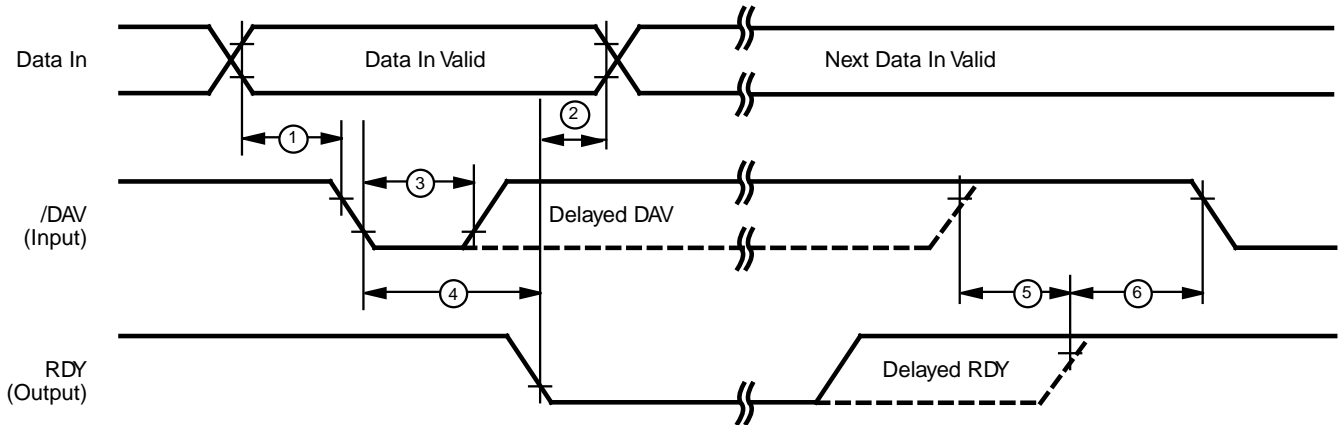 Data In
Data In Valid
Next Data In Valid
1
2
3
/DAV
(Input)
Delayed DAV
4
5
6
RDY
(Output)
Delayed RDY